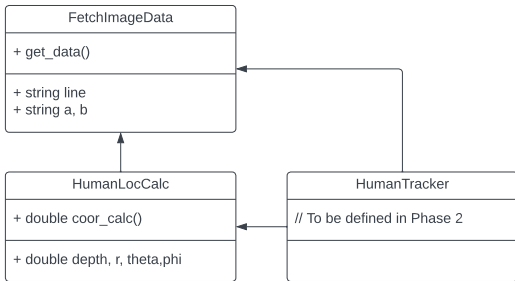 FetchImageData
+ get_data()
+ string line
+ string a, b
HumanLocCalc
+ double coor_calc()
+ double depth, r, theta,phi
HumanTracker
// To be defined in Phase 2